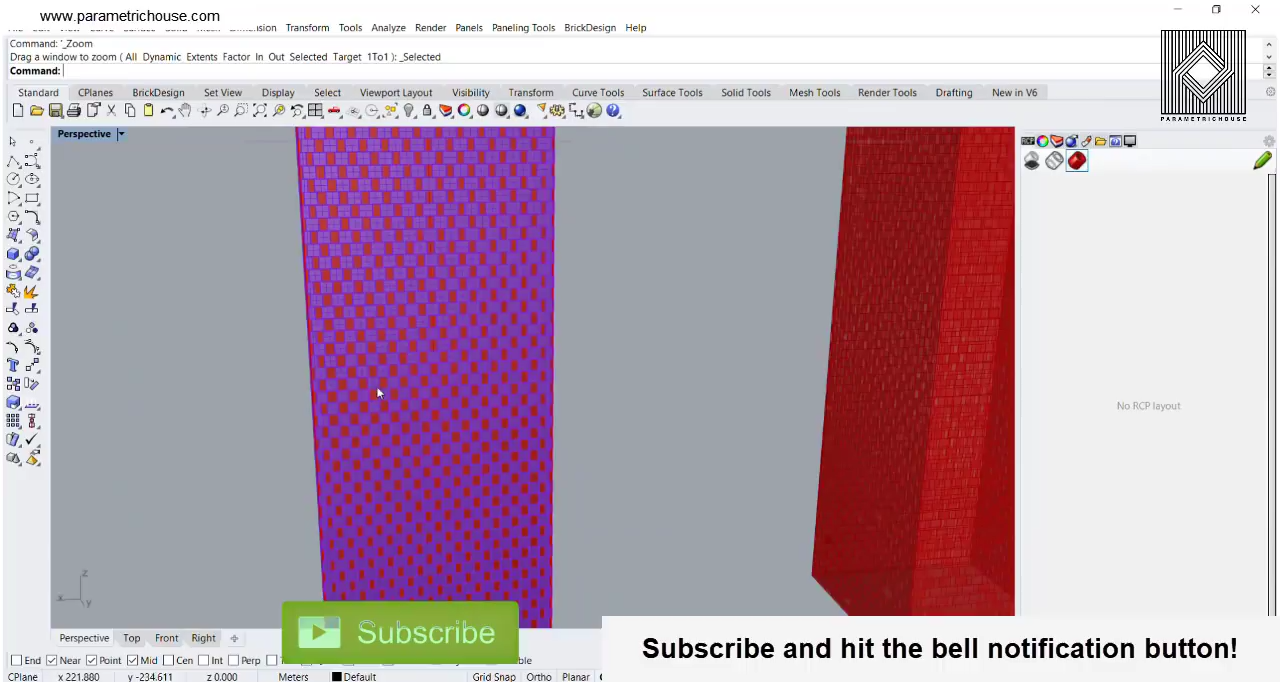 www.parametrichouse.com
Transform Tools Analyze Render Panels Paneling Tools BrickDesign Help
Command: '_Zoom
Drag a window to zoom ( All Dynamic Extents Factor In Out Selected Target 1To1 ): _Selected
Command:
Standard CPlanes BrickDesign Set View Display Select Viewport Layout Visibility Transform Curve Tools Surface Tools Solid Tools Mesh Tools Render Tools Drafting New in V6
PARAMETRICHOUSE
Perspective
No RCP layout
z
x
y
Subscribe
Subscribe and hit the bell notification button!
Perspective Top Front Right
End Near Point Mid Cen Int Perp
CPlane x 221.880 y -234.611 z 0.000 Meters Default Grid Snap Ortho Planar